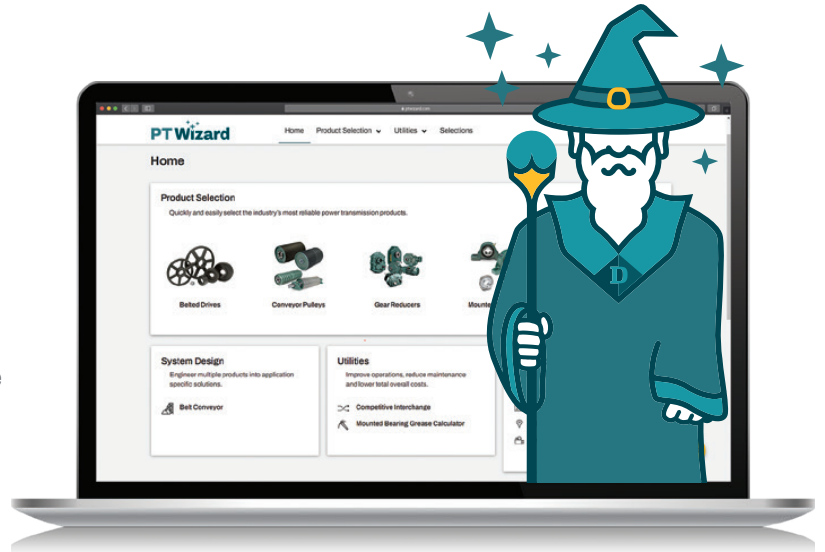 PT Wizard
Home Product Selection Utilities Selections
Home
Product Selection
Quickly and easily select the industry's most reliable power transmission products.
Belted Drives Conveyor Pulleys Gear Reducers
D
System Design
Engineer multiple products into application
specific solutions.
Belt Conveyor
Utilities
Improve operations, reduce maintenance
and lower total overall costs.
Competitive Interchange
Mounted Bearing Grease Calculator